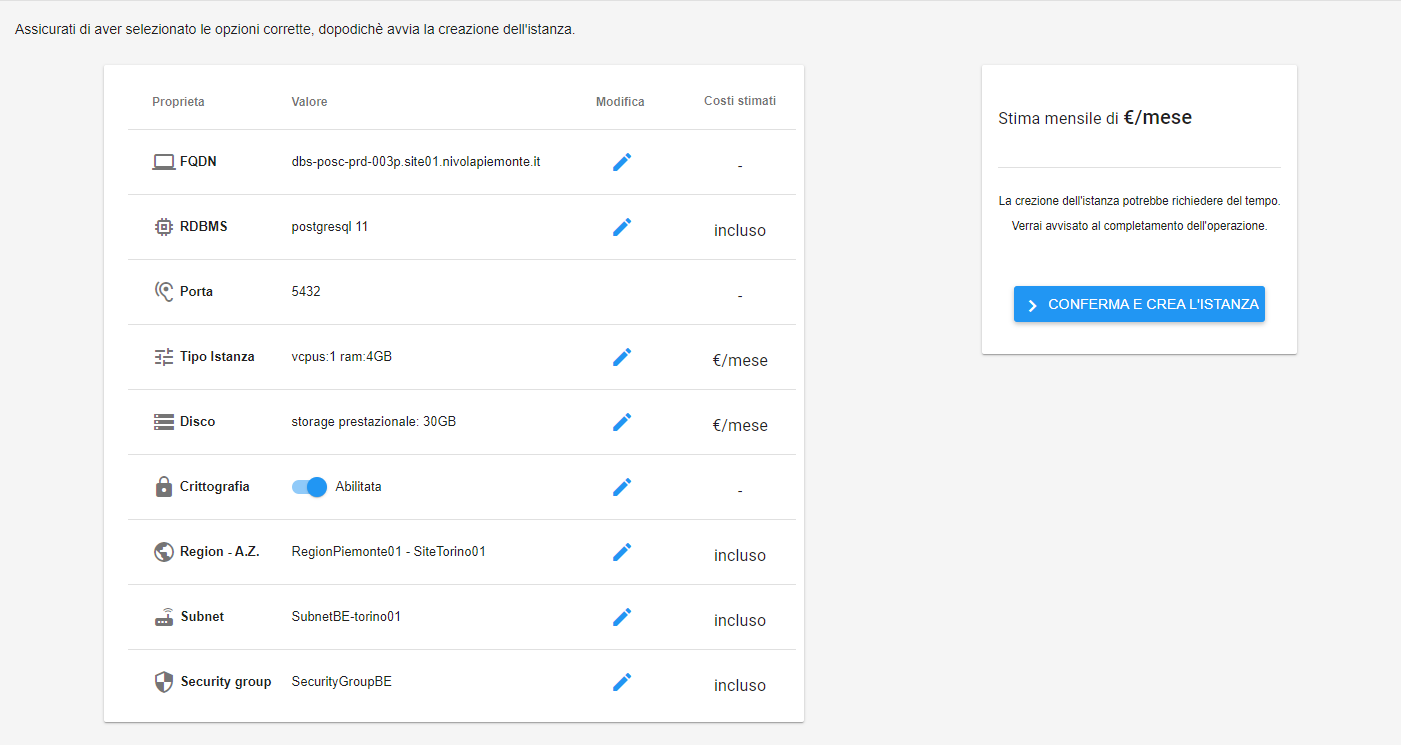 Assicurati di aver selezionato le opzioni corrette, dopodichè avvia la creazione dell'istanza.
Proprieta Valore Modifica Costi stimati
FQDN dbs-posc-prd-003p.site01.nivolapiemonte.it -
RDBMS postgresql 11 incluso
Porta 5432 -
Tipo Istanza vcpus:1 ram:4GB €/mese
Disco storage prestazionale: 30GB €/mese
Crittografia Abilitata -
Region - A.Z. RegionPiemonte01 - SiteTorino01 incluso
Subnet SubnetBE-torino01 incluso
Security group SecurityGroupBE incluso
Stima mensile di €/mese
La crezione dell'istanza potrebbe richiedere del tempo.
Verrai avvisato al completamento dell'operazione.
CONFERMA E CREA L'ISTANZA